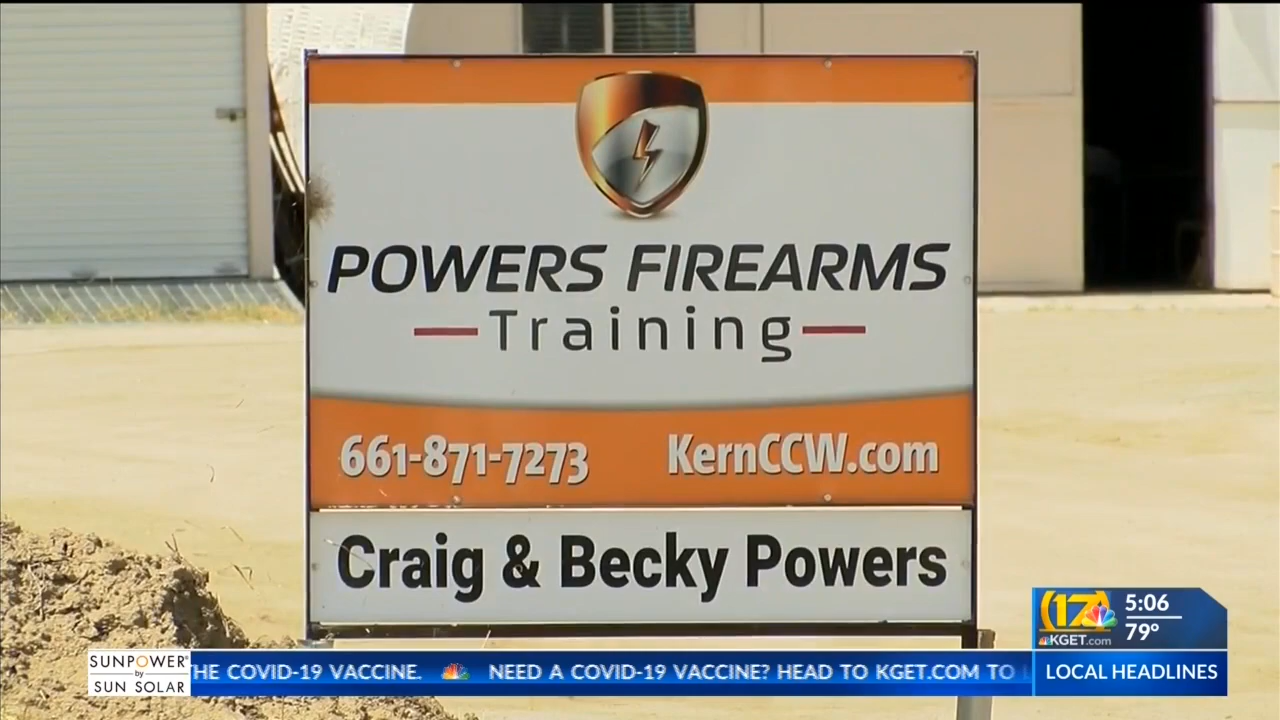 POWERS FIREARMS
Training
661-871-7273 KernCCW.com
Craig & Becky Powers
17
KGET.com
5:06
79°
LOCAL HEADLINES
SUNPOWER®
by
SUN SOLAR
HE COVID-19 VACCINE. NEED A COVID-19 VACCINE? HEAD TO KGET.COM TO